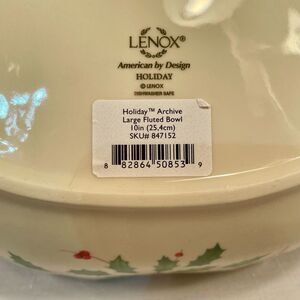 LENOX®
American by Design
HOLIDAY
© LENOX
DISHWASHER SAFE
Holiday™ Archive
Large Fluted Bowl
10in (25,4cm)
SKU# 847152
8 82864 50853 9